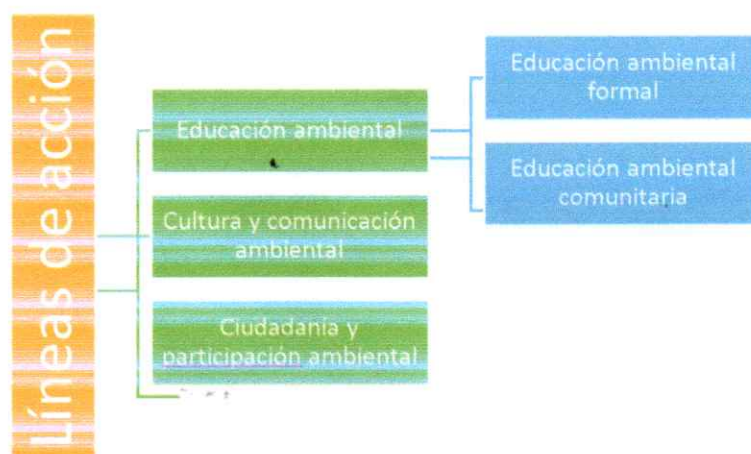 Líneas de acción
Educación ambiental
Cultura y comunicación
ambiental
Ciudadanía y
participación ambiental
Educación ambiental
formal
Educación ambiental
comunitaria